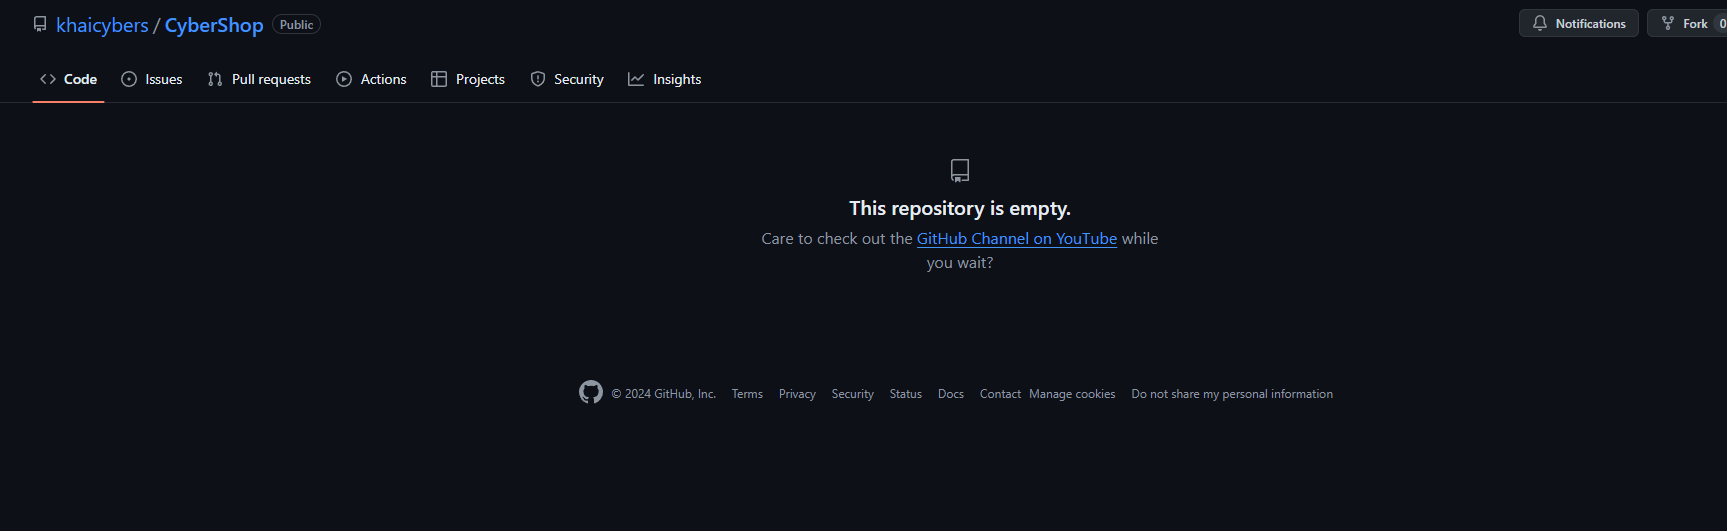 khaicybers / CyberShop Public
Notifications Fork 0
Code Issues Pull requests Actions Projects Security Insights
This repository is empty.
Care to check out the GitHub Channel on YouTube while
you wait?
© 2024 GitHub, Inc. Terms Privacy Security Status Docs Contact Manage cookies Do not share my personal information